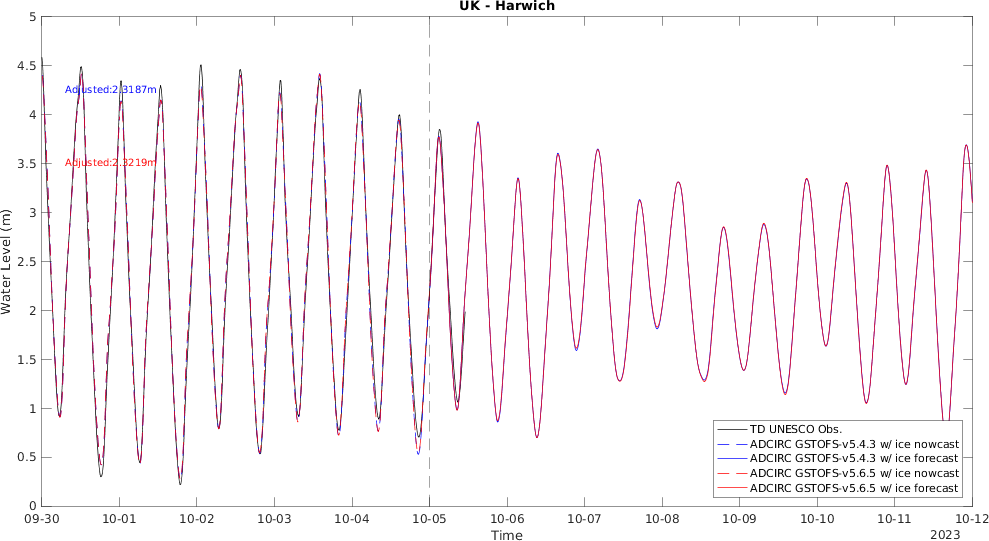 UK - Harwich
5
4.5
4
3.5
3
2.5
2
1.5
1
0.5
0
Water Level (m)
Adjusted:2.3187m
Adjusted:2.3219m
TD UNESCO Obs.
ADCIRC GSTOFS-v5.4.3 w/ ice nowcast
ADCIRC GSTOFS-v5.4.3 w/ ice forecast
ADCIRC GSTOFS-v5.6.5 w/ ice nowcast
ADCIRC GSTOFS-v5.6.5 w/ ice forecast
09-30 10-01 10-02 10-03 10-04 10-05 10-06 10-07 10-08 10-09 10-10 10-11 10-12
Time
2023